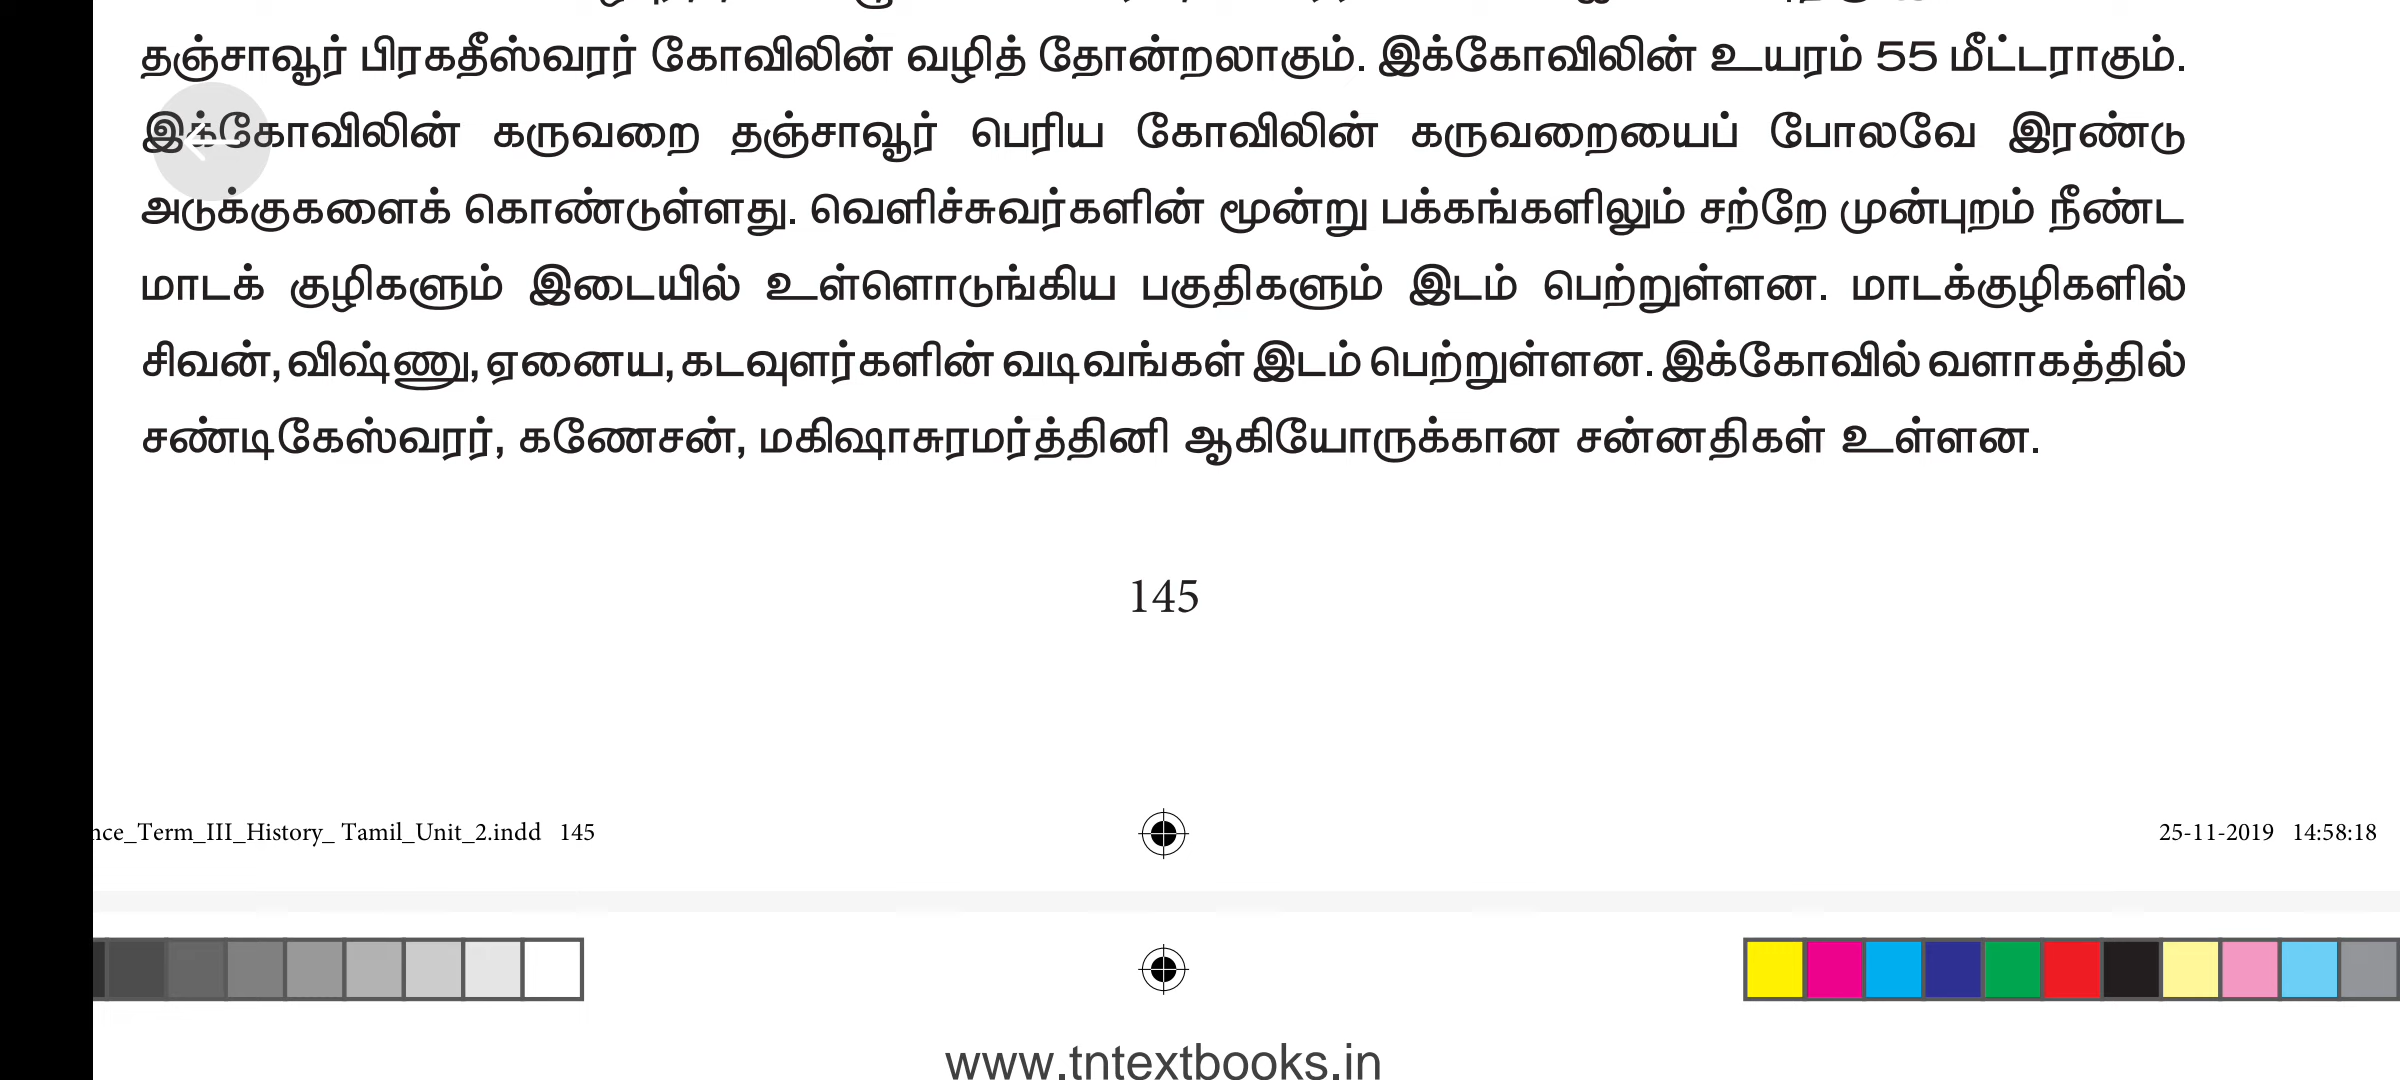 தஞ்சாவூர் பிரகதீஸ்வரர் கோவிலின் வழித் தோன்றலாகும். இக்கோவிலின் உயரம் 55 மீட்டராகும்.
இக்கோவிலின் கருவறை தஞ்சாவூர் பெரிய கோவிலின் கருவறையைப் போலவே இரண்டு
அடுக்குகளைக் கொண்டுள்ளது. வெளிச்சுவர்களின் மூன்று பக்கங்களிலும் சற்றே முன்புறம் நீண்ட
மாடக் குழிகளும் இடையில் உள்ளொடுங்கிய பகுதிகளும் இடம் பெற்றுள்ளன. மாடக்குழிகளில்
சிவன், விஷ்ணு, ஏனைய, கடவுளர்களின் வடிவங்கள் இடம் பெற்றுள்ளன. இக்கோவில் வளாகத்தில்
சண்டிகேஸ்வரர், கணேசன், மகிஷாசுரமர்த்தினி ஆகியோருக்கான சன்னதிகள் உள்ளன.
145
nce_Term_III_History_ Tamil_Unit_2.indd 145
25-11-2019 14:58:18
www.tntextbooks.in